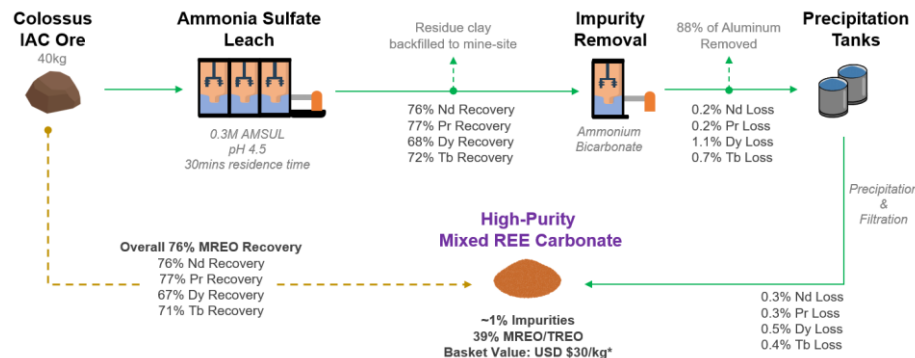 Colossus
IAC Ore
40kg
Ammonia Sulfate
Leach
0.3M AMSUL
pH 4.5
30mins residence time
Residue clay
backfilled to mine-site
76% Nd Recovery
77% Pr Recovery
68% Dy Recovery
72% Tb Recovery
Impurity
Removal
Ammonium
Bicarbonate
88% of Aluminum
Removed
0.2% Nd Loss
0.2% Pr Loss
1.1% Dy Loss
0.7% Tb Loss
Precipitation
Tanks
Precipitation
&
Filtration
0.3% Nd Loss
0.3% Pr Loss
0.5% Dy Loss
0.4% Tb Loss
High-Purity
Mixed REE Carbonate
~1% Impurities
39% MREO/TREO
Basket Value: USD $30/kg*
Overall 76% MREO Recovery
76% Nd Recovery
77% Pr Recovery
67% Dy Recovery
71% Tb Recovery